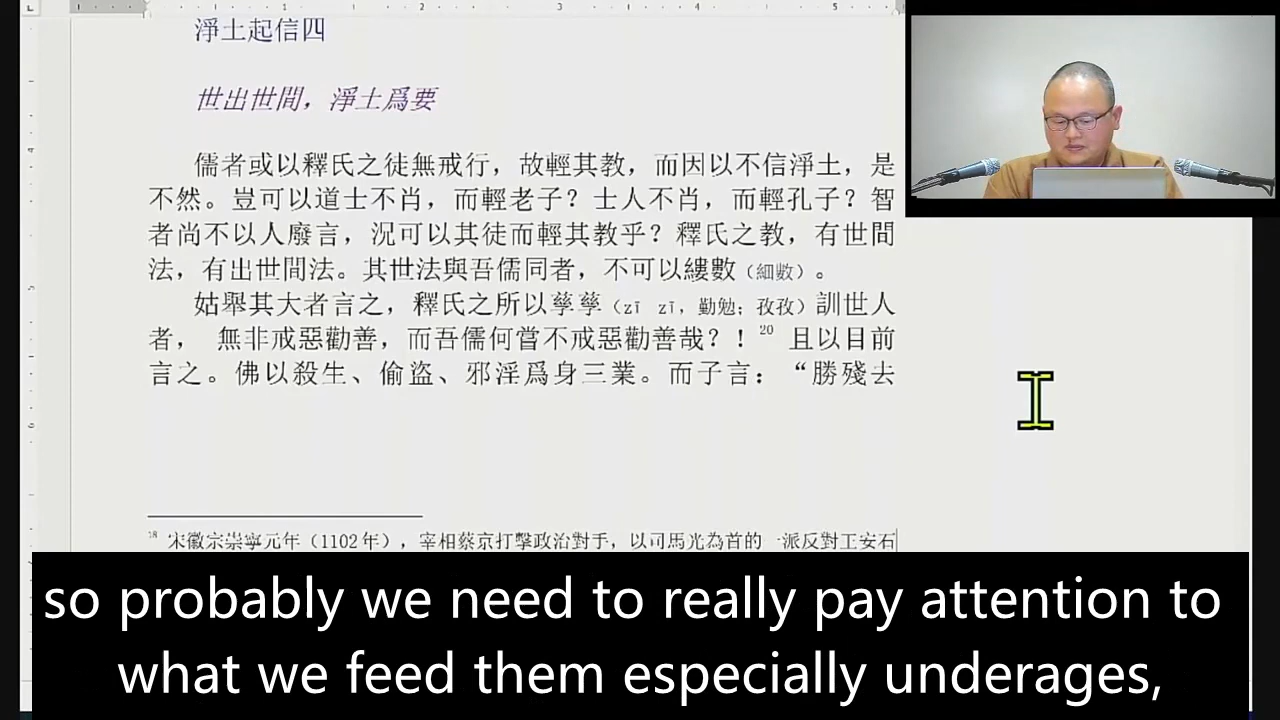 淨土起信四
世出世間，淨土爲要
儒者或以釋氏之徒無戒行，故輕其教，而因以不信淨土，是
不然。豈可以道士不肖，而輕老子？士人不肖，而輕孔子？智
者尚不以人廢言，況可以其徒而輕其教乎？釋氏之教，有世間
法，有出世間法。其世法與吾儒同者，不可以縷數（細數）。
姑舉其大者言之，釋氏之所以孳孳（zī zī，勤勉；孜孜）訓世人
者， 無非戒惡勸善，而吾儒何嘗不戒惡勸善哉？！20 且以目前
言之。佛以殺生、偷盜、邪淫爲身三業。而子言：“勝殘去
18 宋徽宗崇寧元年（1102年），宰相蔡京打擊政治對手，以司馬光為首的一派反對王安石
so probably we need to really pay attention to
what we feed them especially underages,